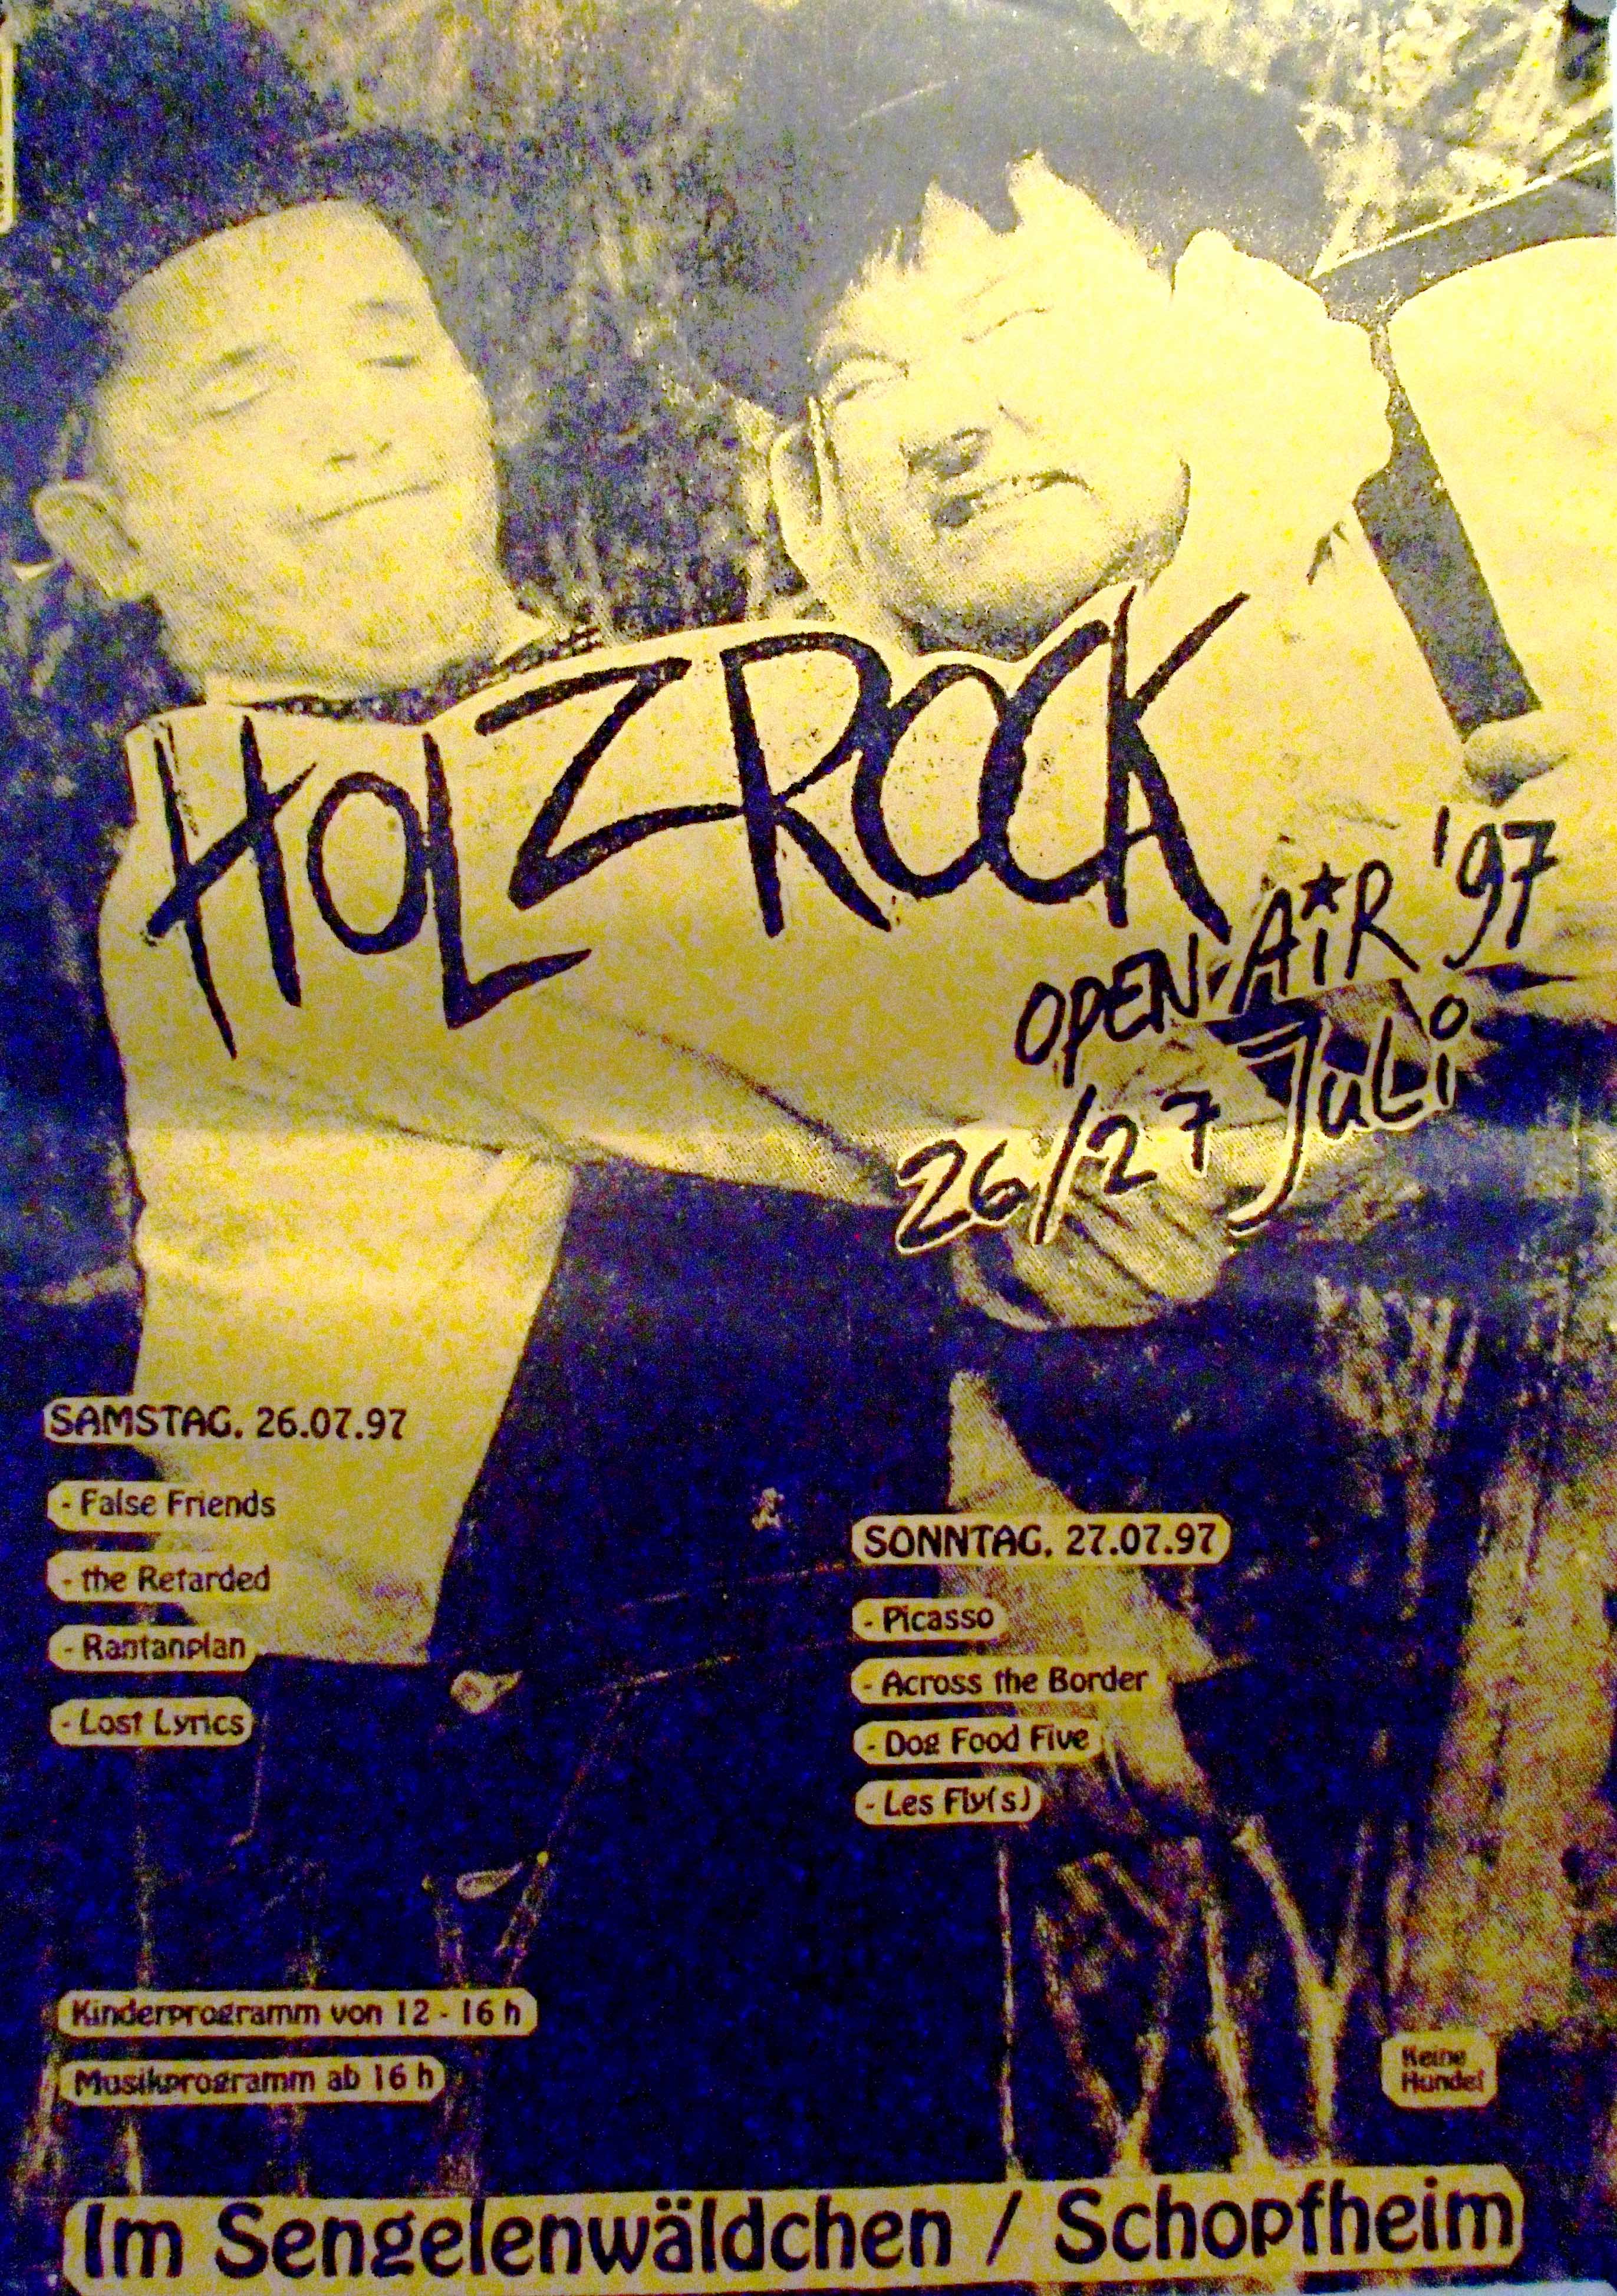 HOLZROCK
OPEN-AiR '97
26/27 JuLi
SAMSTAG, 26.07.97
- False Friends
- the Retarded
- Rantanplan
- Lost Lyrics
SONNTAG, 27.07.97
- Picasso
- Across the Border
- Dog Food Five
- Les Fly(s)
Kinderprogramm von 12 - 16 h
Musikprogramm ab 16 h
Keine
Hunde!
Im Sengelenwäldchen / Schopfheim